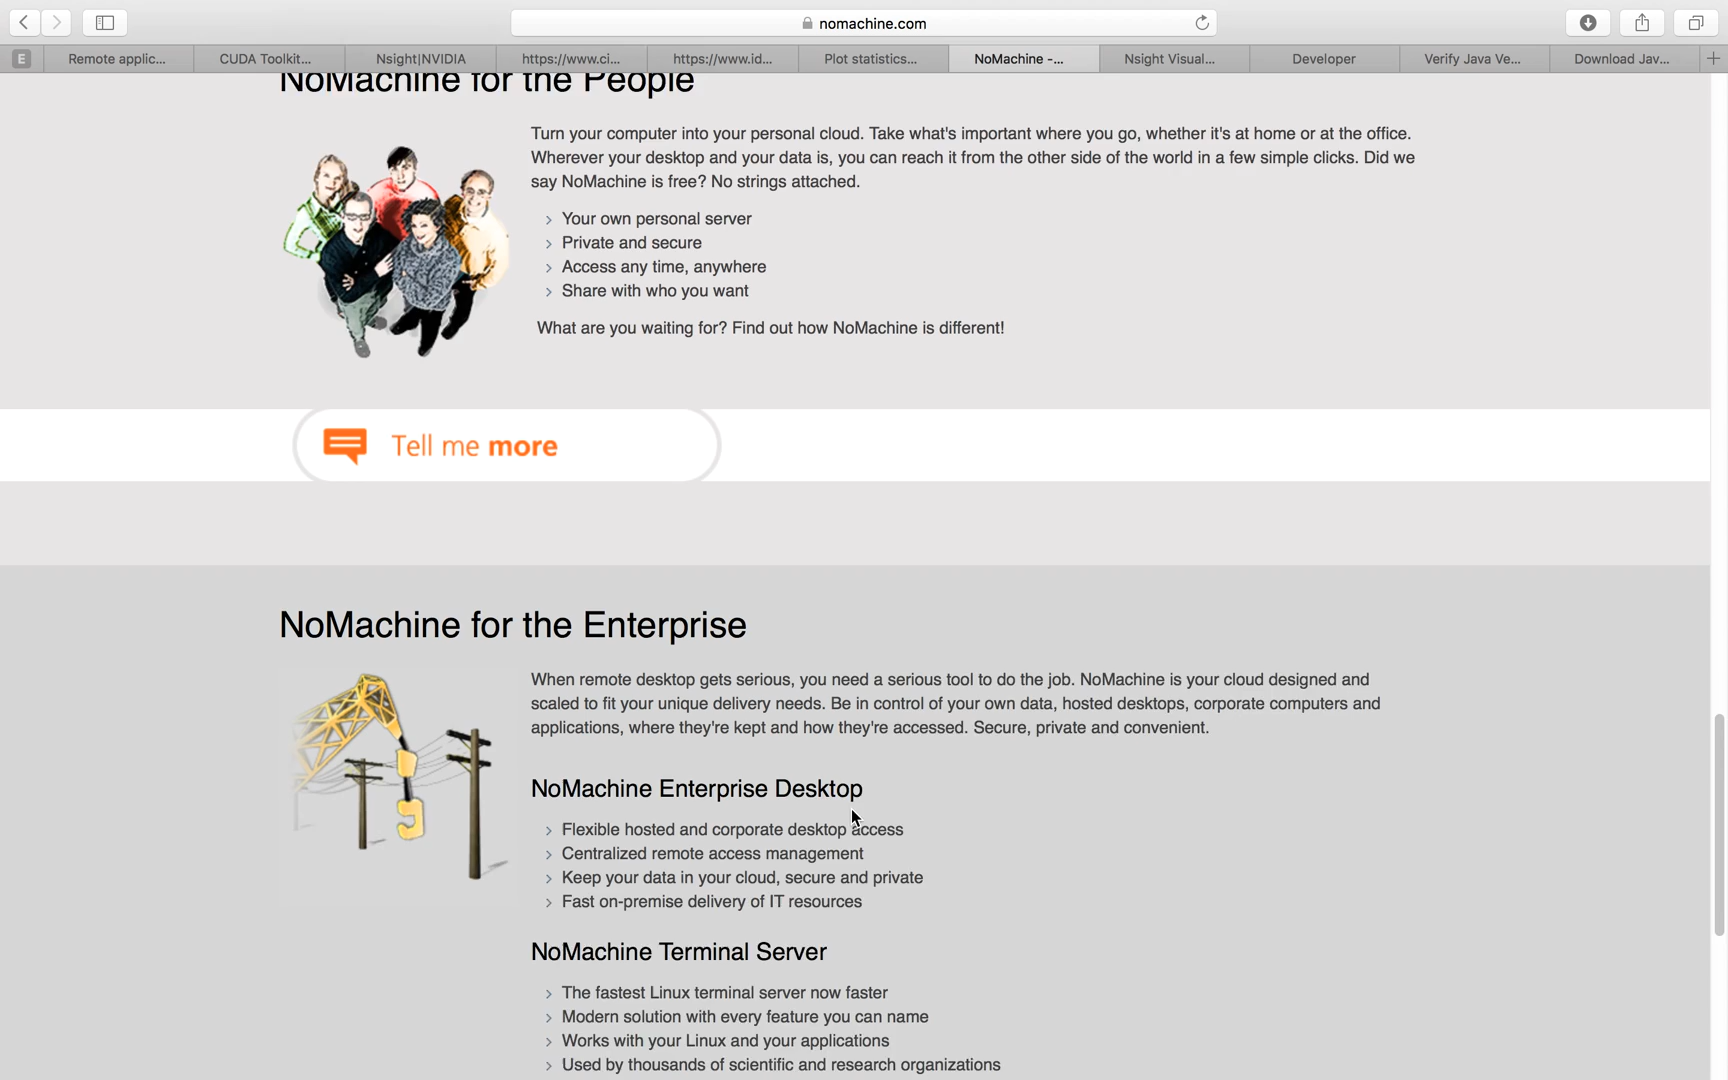 nomachine.com
E
Remote applic...
CUDA Toolkit...
Nsight|NVIDIA
https://www.ci...
https://www.id...
Plot statistics...
NoMachine -...
Nsight Visual...
Developer
Verify Java Ve...
Download Jav...
NoMachine for the People
Turn your computer into your personal cloud. Take what's important where you go, whether it's at home or at the office.
Wherever your desktop and your data is, you can reach it from the other side of the world in a few simple clicks. Did we
say NoMachine is free? No strings attached.
Your own personal server
Private and secure
Access any time, anywhere
Share with who you want
What are you waiting for? Find out how NoMachine is different!
Tell me more
NoMachine for the Enterprise
When remote desktop gets serious, you need a serious tool to do the job. NoMachine is your cloud designed and
scaled to fit your unique delivery needs. Be in control of your own data, hosted desktops, corporate computers and
applications, where they're kept and how they're accessed. Secure, private and convenient.
NoMachine Enterprise Desktop
Flexible hosted and corporate desktop access
Centralized remote access management
Keep your data in your cloud, secure and private
Fast on-premise delivery of IT resources
NoMachine Terminal Server
The fastest Linux terminal server now faster
Modern solution with every feature you can name
Works with your Linux and your applications
Used by thousands of scientific and research organizations